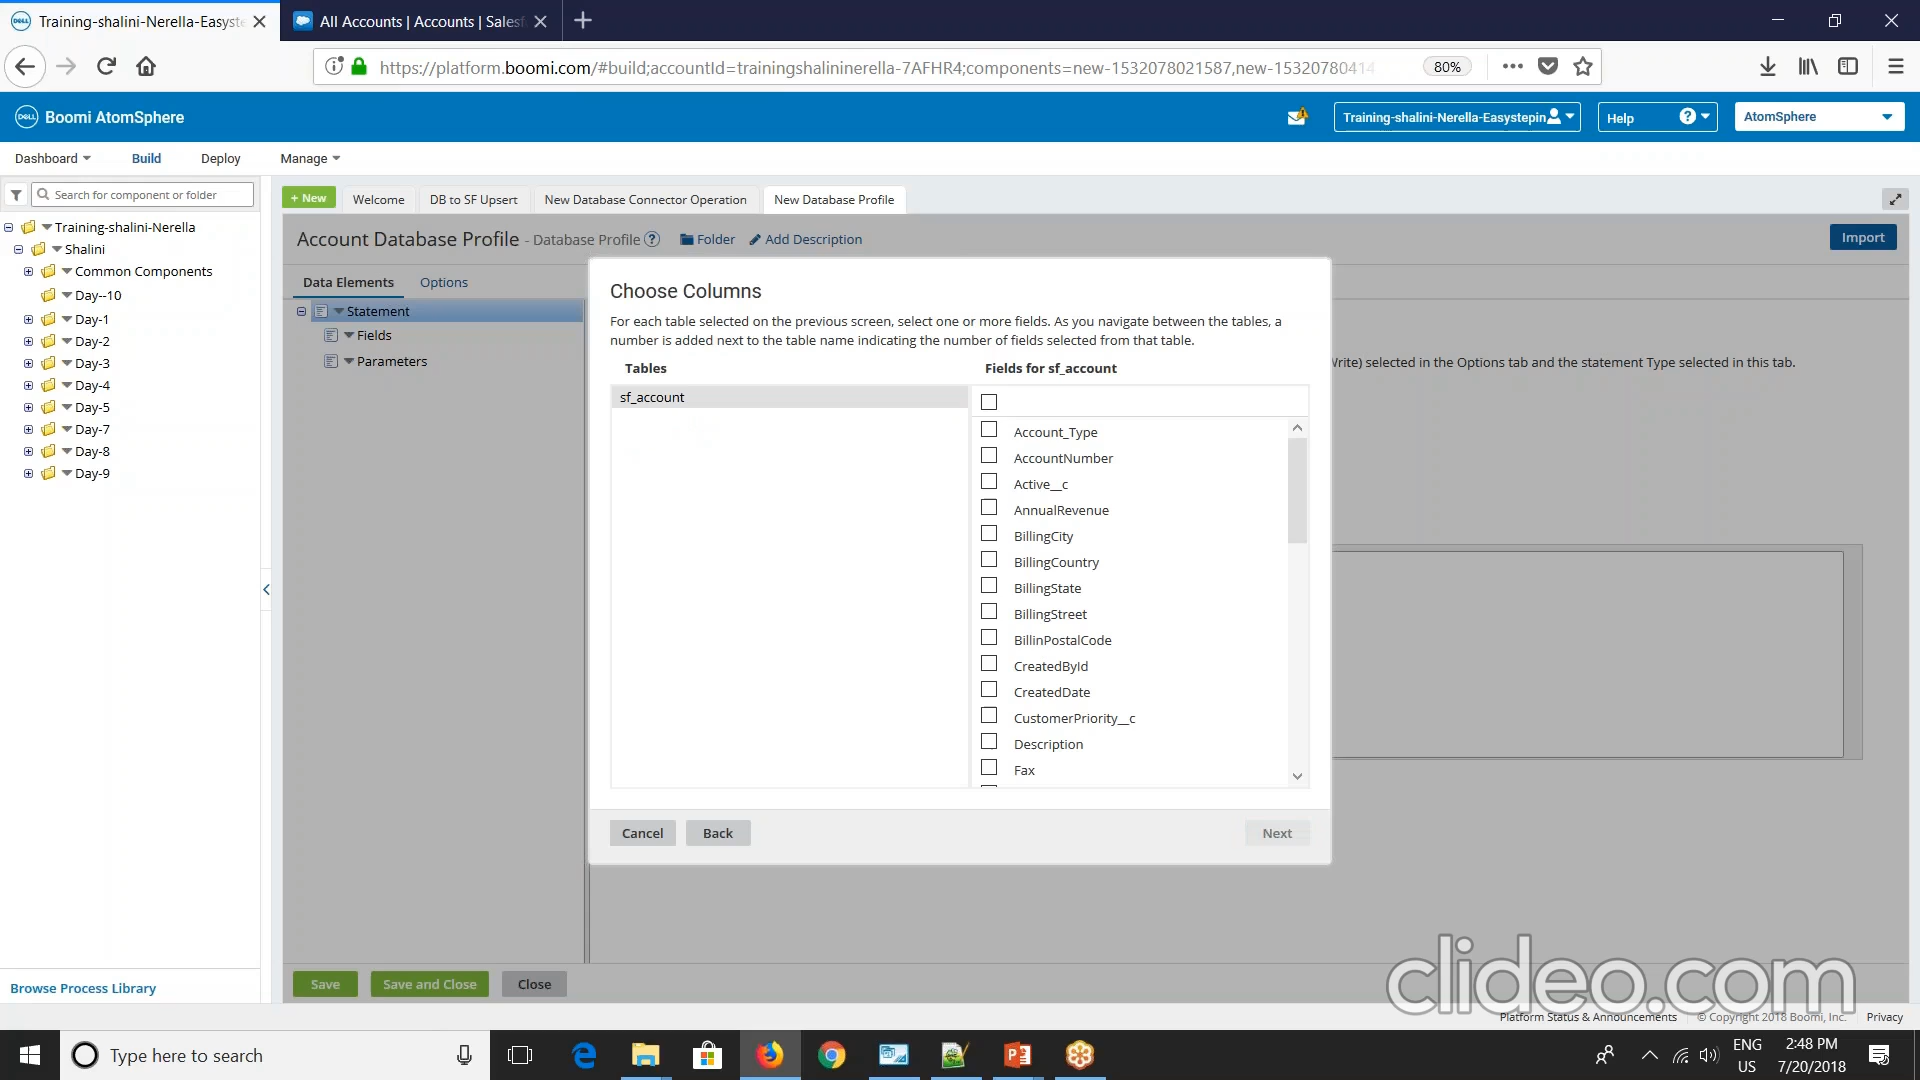 Training-shalini-Nerella-Easyste
All Accounts | Accounts | Salesf
https://platform.boomi.com/#build;accountId=trainingshalininerella-7AFHR4;components=new-1532078021587,new-15320780414
80%
DELL
Boomi AtomSphere
Training-shalini-Nerella-Easystepin
Help
AtomSphere
Dashboard
Build
Deploy
Manage
Search for component or folder
+ New
Welcome
DB to SF Upsert
New Database Connector Operation
New Database Profile
Training-shalini-Nerella
Shalini
Common Components
Day--10
Day-1
Day-2
Day-3
Day-4
Day-5
Day-7
Day-8
Day-9
Browse Process Library
Account Database Profile - Database Profile
Folder
Add Description
Import
Data Elements
Options
Statement
Fields
Parameters
Write) selected in the Options tab and the statement Type selected in this tab.
Choose Columns
For each table selected on the previous screen, select one or more fields. As you navigate between the tables, a
number is added next to the table name indicating the number of fields selected from that table.
Tables
Fields for sf_account
sf_account
Account_Type
AccountNumber
Active__c
AnnualRevenue
BillingCity
BillingCountry
BillingState
BillingStreet
BillinPostalCode
CreatedById
CreatedDate
CustomerPriority__c
Description
Fax
Cancel
Back
Next
Save
Save and Close
Close
clideo.com
Platform Status & Announcements
© Copyright 2018 Boomi, Inc.
Privacy
Type here to search
ENG
US
2:48 PM
7/20/2018